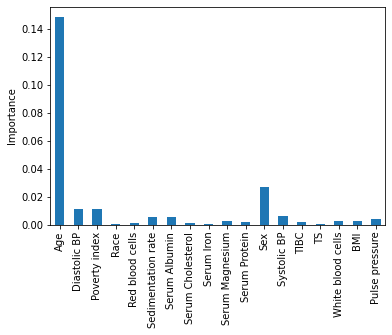 Importance
0.14
0.12
0.10
0.08
0.06
0.04
0.02
0.00
Age
Diastolic BP
Poverty index
Race
Red blood cells
Sedimentation rate
Serum Albumin
Serum Cholesterol
Serum Iron
Serum Magnesium
Serum Protein
Sex
Systolic BP
TIBC
TS
White blood cells
BMI
Pulse pressure